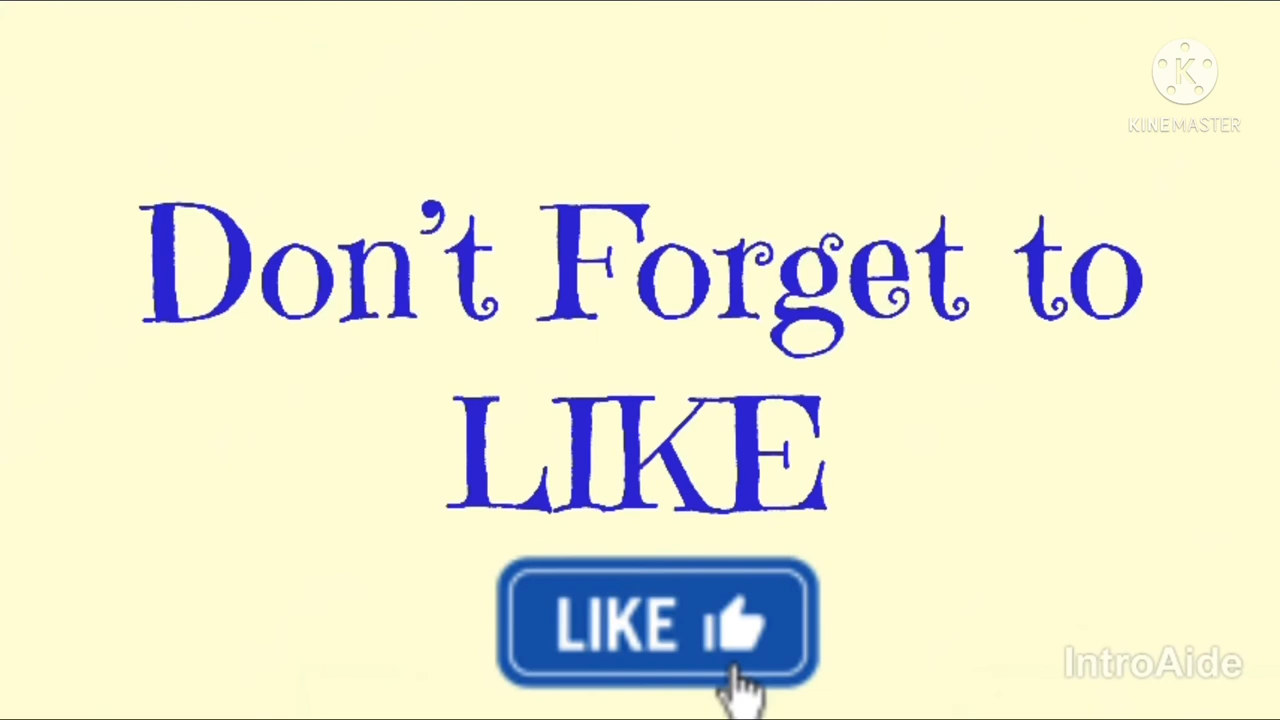 K
KINEMASTER
Don't Forget to
LIKE
LIKE
IntroAide